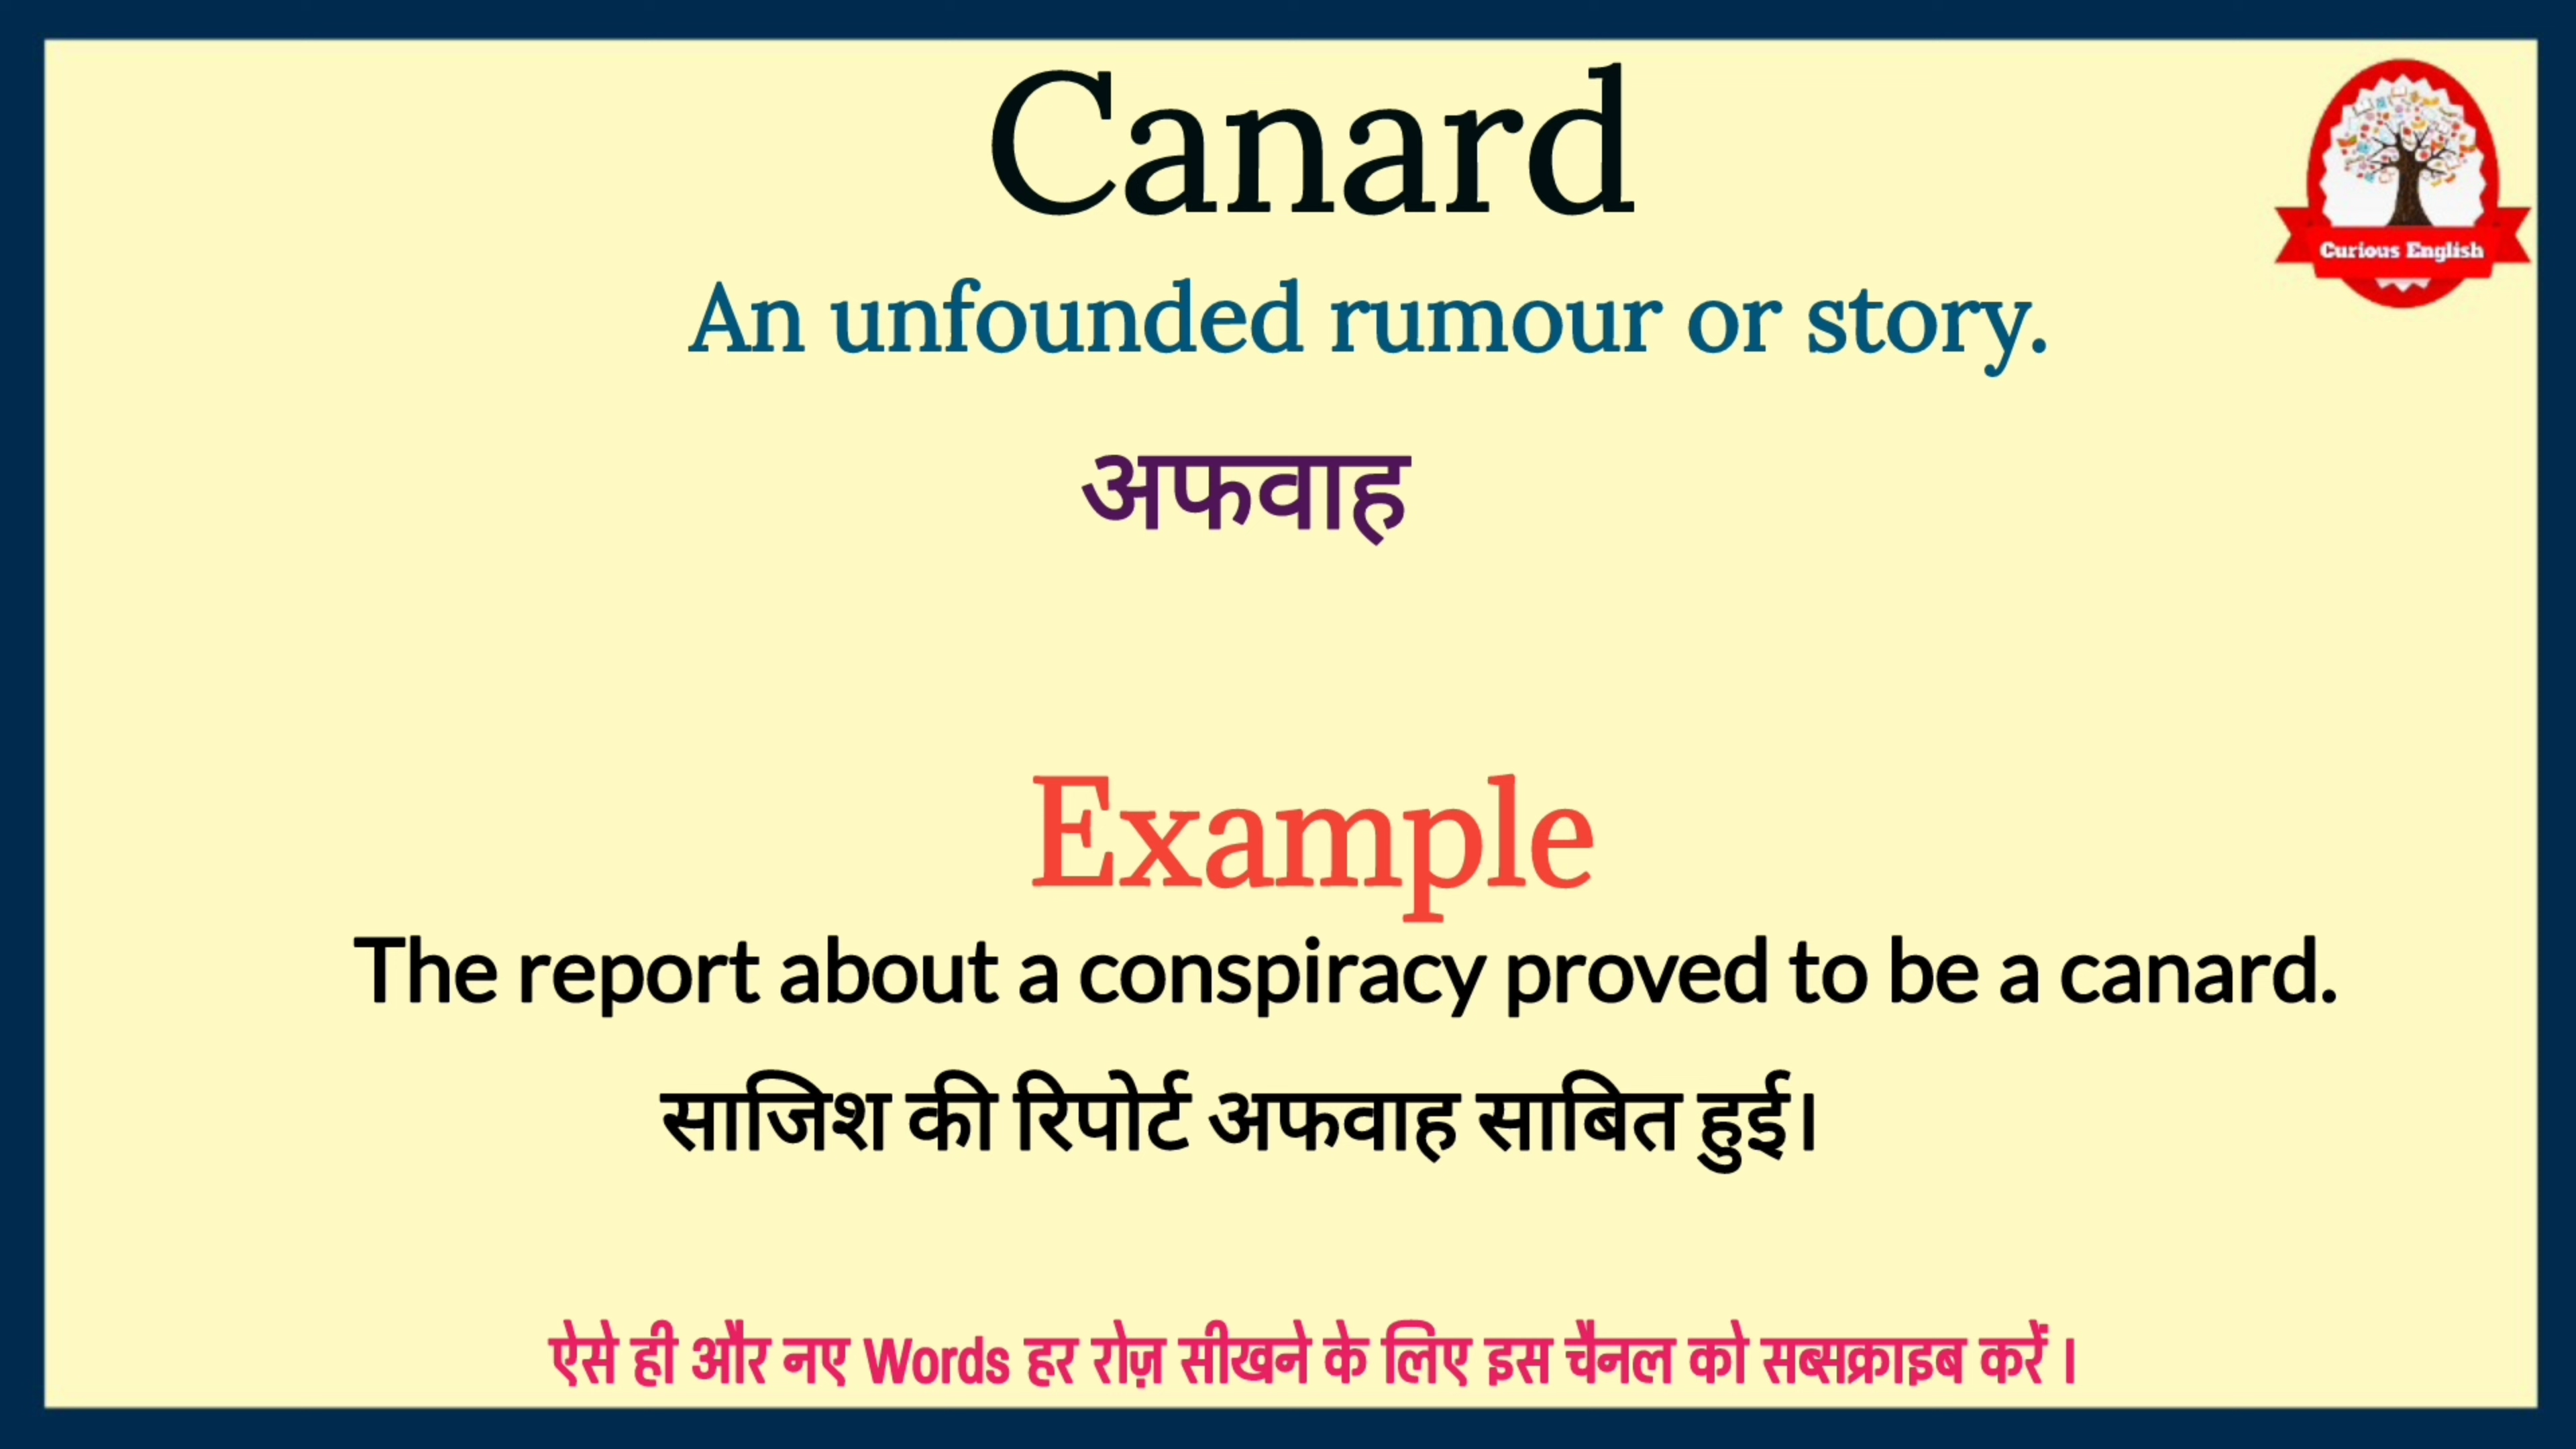 Canard
Curious English
An unfounded rumour or story.
अफवाह
Example
The report about a conspiracy proved to be a canard.
साजिश की रिपोर्ट अफवाह साबित हुई।
ऐसे ही और नए Words हर रोज़ सीखने के लिए इस चैनल को सब्सक्राइब करें ।